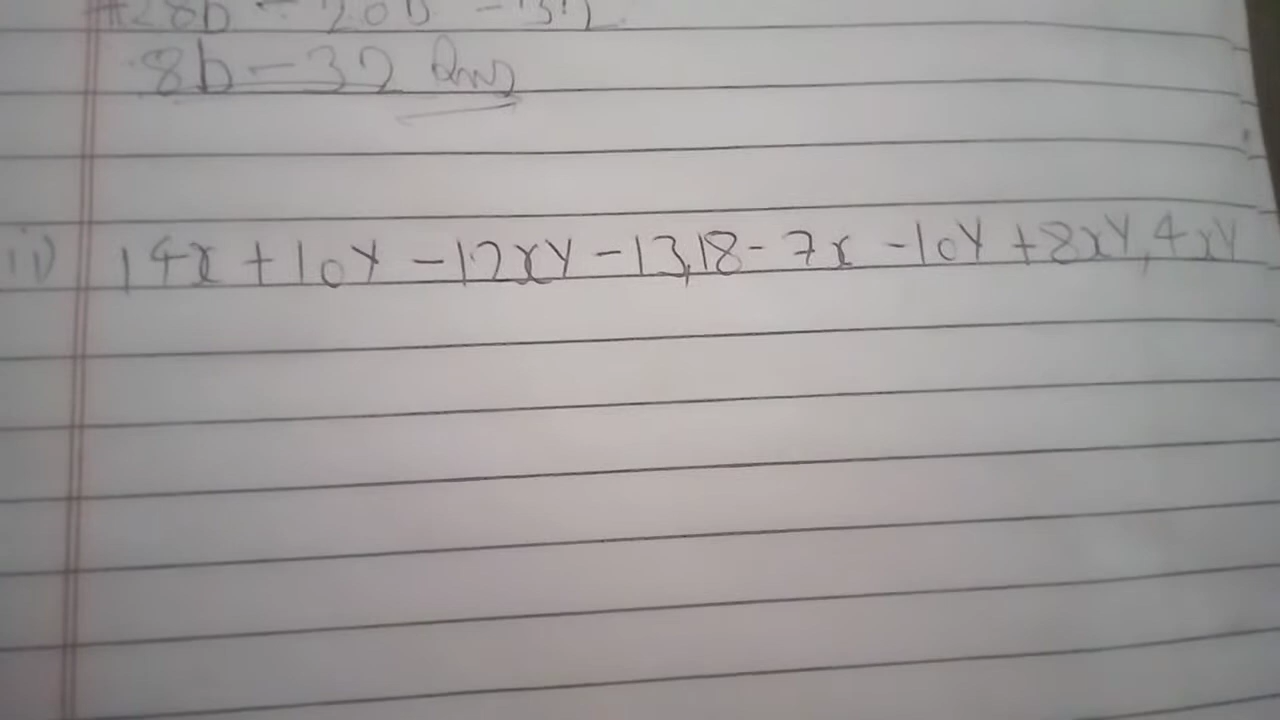 8b - 32 Ans
ii) 14x + 10y - 12xy - 13, 18 - 7x - 10y + 8xy, 4xy